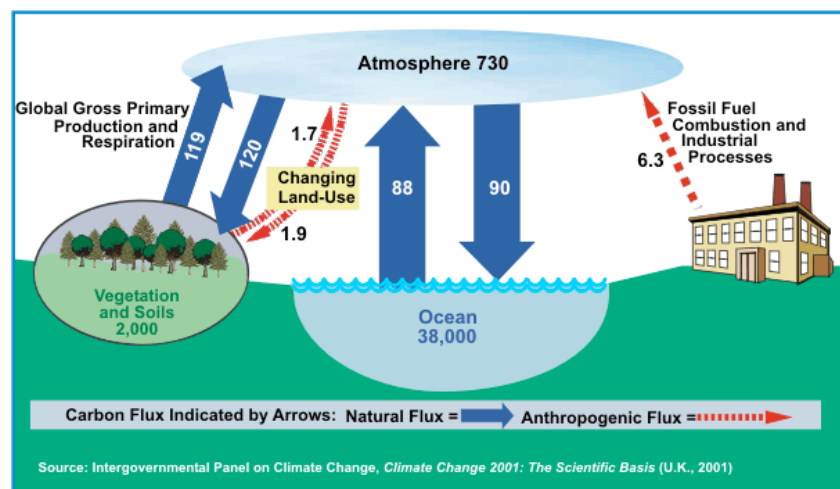 Atmosphere 730
Global Gross Primary
Production and
Respiration
119
120
1.7
Changing
Land-Use
1.9
88
90
Fossil Fuel
Combustion and
Industrial
Processes
6.3
Vegetation
and Soils
2,000
Ocean
38,000
Carbon Flux Indicated by Arrows: Natural Flux = Anthropogenic Flux =
Source: Intergovernmental Panel on Climate Change, Climate Change 2001: The Scientific Basis (U.K., 2001)